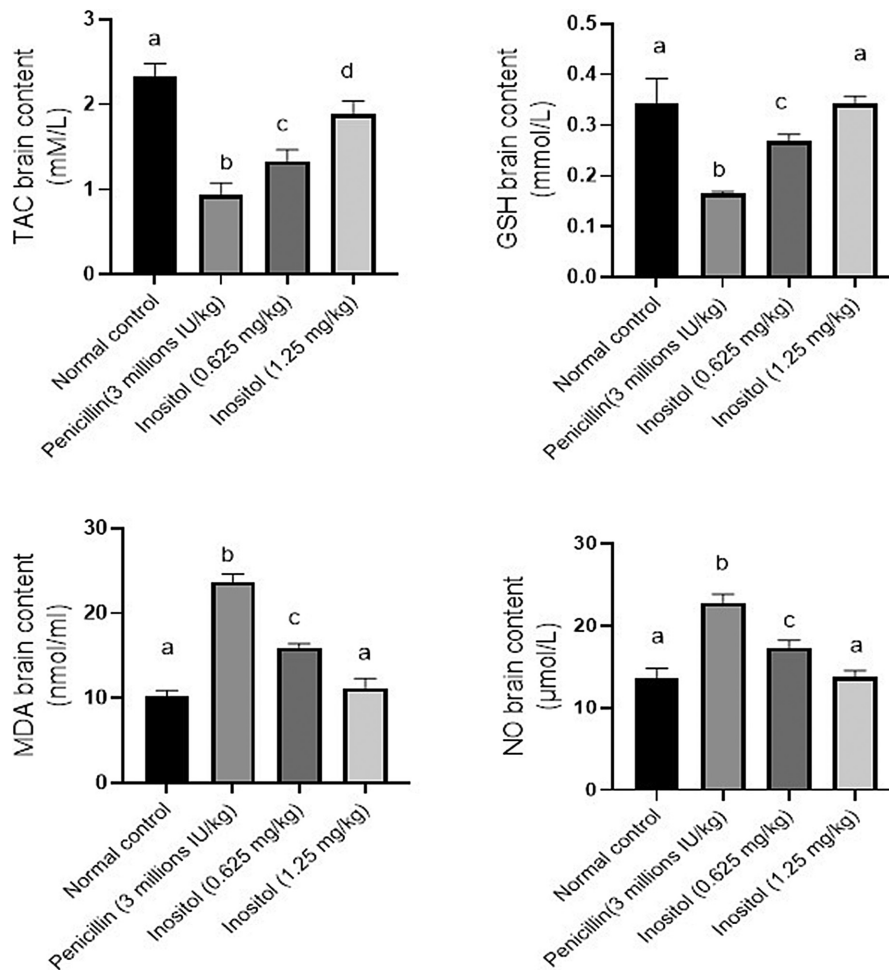 TAC brain content
(mM/L)
3
2
1
0
a
b
c
d
Normal control
Penicillin(3 millions IU/kg)
Inositol (0.625 mg/kg)
Inositol (1.25 mg/kg)
GSH brain content
(mmol/L)
0.5
0.4
0.3
0.2
0.1
0.0
a
b
c
a
Normal control
Penicillin(3 millions IU/kg)
Inositol (0.625 mg/kg)
Inositol (1.25 mg/kg)
MDA brain content
(nmol/ml)
30
20
10
0
a
b
c
a
Normal control
Penicillin (3 millions IU/kg)
Inositol (0.625 mg/kg)
Inositol (1.25 mg/kg)
NO brain content
(µmol/L)
30
20
10
0
a
b
c
a
Normal control
Penicillin(3 millions IU/kg)
Inositol (0.625 mg/kg)
Inositol (1.25 mg/kg)